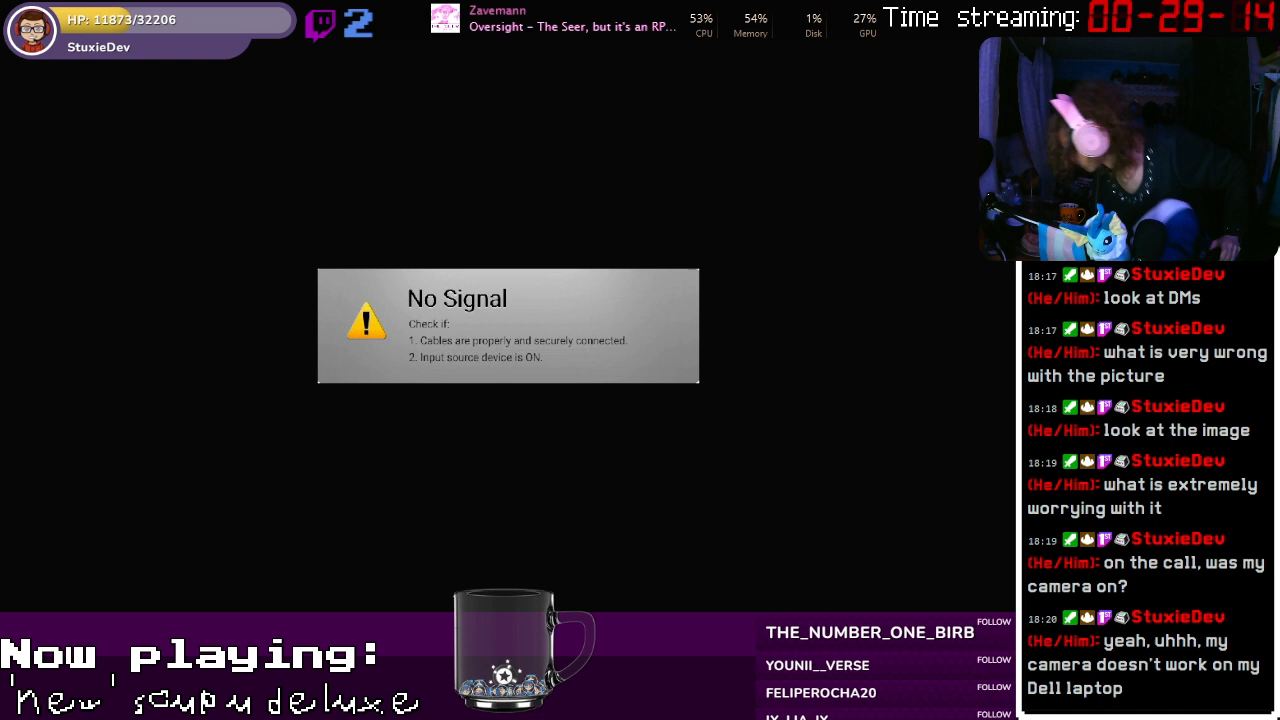 HP: 11873/32206
StuxieDev
2
Zavemann
Oversight - The Seer, but it's an RP...
53% 54% 1% 27%
CPU Memory Disk GPU
Time streaming: 00-29-14
No Signal
Check if:
1. Cables are properly and securely connected.
2. Input source device is ON.
18:17 1ST StuxieDev
(He/Him): look at DMs
18:17 1ST StuxieDev
(He/Him): what is very wrong
with the picture
18:18 1ST StuxieDev
(He/Him): look at the image
18:19 1ST StuxieDev
(He/Him): what is extremely
worrying with it
18:19 1ST StuxieDev
(He/Him): on the call, was my
camera on?
18:20 1ST StuxieDev
(He/Him): yeah, uhhh, my
camera doesn't work on my
Dell laptop
Now playing:
'new' soup u deluxe
FOLLOW
THE_NUMBER_ONE_BIRB
FOLLOW
YOUNII__VERSE
FOLLOW
FELIPEROCHA20
FOLLOW